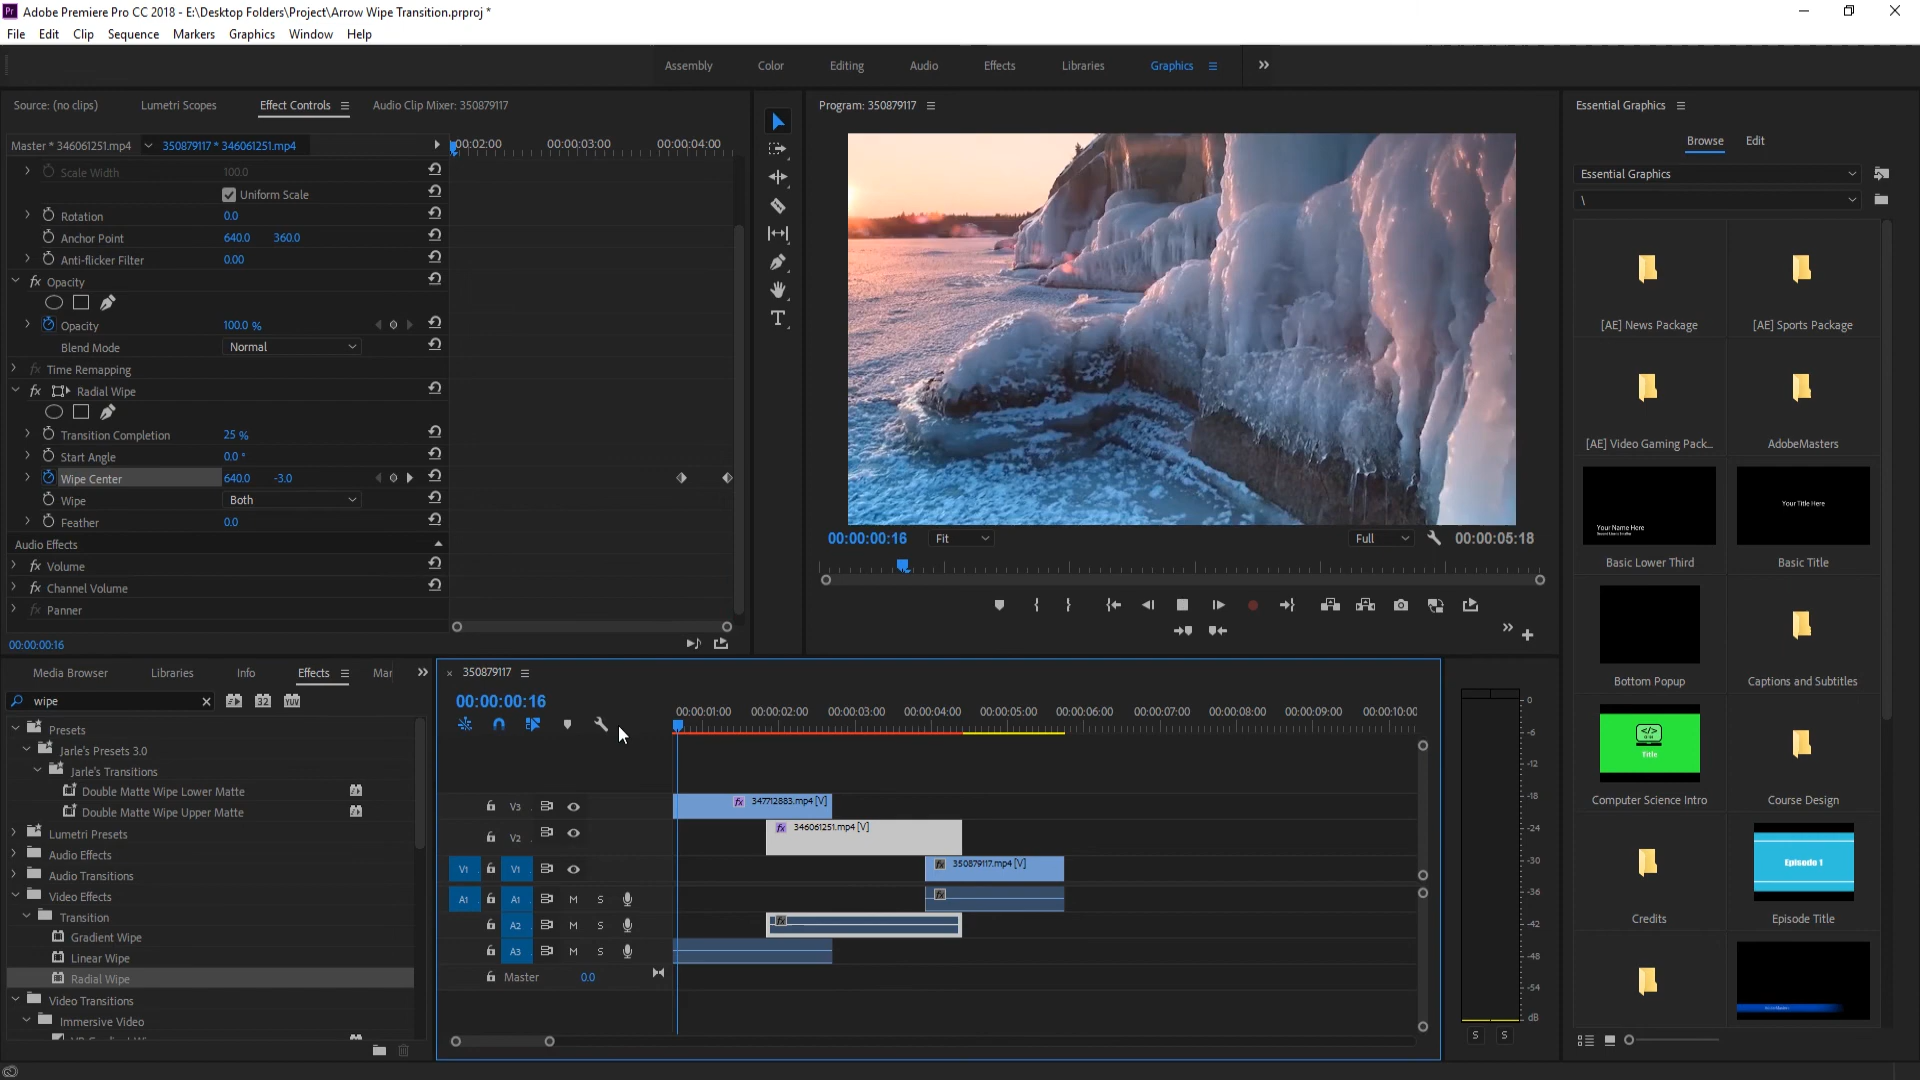 Pr Adobe Premiere Pro CC 2018 - E:\Desktop Folders\Project\Arrow Wipe Transition.prproj *
File Edit Clip Sequence Markers Graphics Window Help
Assembly Color Editing Audio Effects Libraries Graphics
Source: (no clips) Lumetri Scopes Effect Controls Audio Clip Mixer: 350879117
Master * 346061251.mp4 350879117 * 346061251.mp4
:00:02:00 00:00:03:00 00:00:04:00
Scale Width 100.0
Uniform Scale
Rotation 0.0
Anchor Point 640.0 360.0
Anti-flicker Filter 0.00
fx Opacity
Opacity 100.0 %
Blend Mode Normal
fx Time Remapping
fx Radial Wipe
Transition Completion 25 %
Start Angle 0.0 °
Wipe Center 640.0 -3.0
Wipe Both
Feather 0.0
Audio Effects
fx Volume
fx Channel Volume
fx Panner
00:00:00:16
Program: 350879117
00:00:00:16 Fit Full 00:00:05:18
Essential Graphics
Browse Edit
Essential Graphics
\
[AE] News Package [AE] Sports Package
[AE] Video Gaming Pack... AdobeMasters
Your Name Here
Your Title Here
Basic Lower Third Basic Title
Bottom Popup Captions and Subtitles
</>
Title
Computer Science Intro Course Design
Episode 1
Credits Episode Title
Media Browser Libraries Info Effects Mar
wipe
32 YUV
Presets
Jarle's Presets 3.0
Jarle's Transitions
Double Matte Wipe Lower Matte
Double Matte Wipe Upper Matte
Lumetri Presets
Audio Effects
Audio Transitions
Video Effects
Transition
Gradient Wipe
Linear Wipe
Radial Wipe
Video Transitions
Immersive Video
× 350879117
00:00:00:16
00:00:01:00 00:00:02:00 00:00:03:00 00:00:04:00 00:00:05:00 00:00:06:00 00:00:07:00 00:00:08:00 00:00:09:00 00:00:10:00
V3 fx 347712883.mp4 [V]
V2 fx 346061251.mp4 [V]
V1 V1 fx 350879117.mp4 [V]
A1 A1 M S fx
A2 M S fx
A3 M S
Master 0.0
0
-6
-12
-18
-24
-30
-36
-42
-48
-54
dB
S S